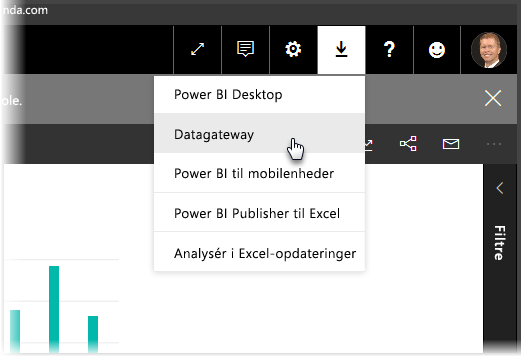 nda.com
ole.
Power BI Desktop
Datagateway
Power BI til mobilenheder
Power BI Publisher til Excel
Analysér i Excel-opdateringer
Filtre